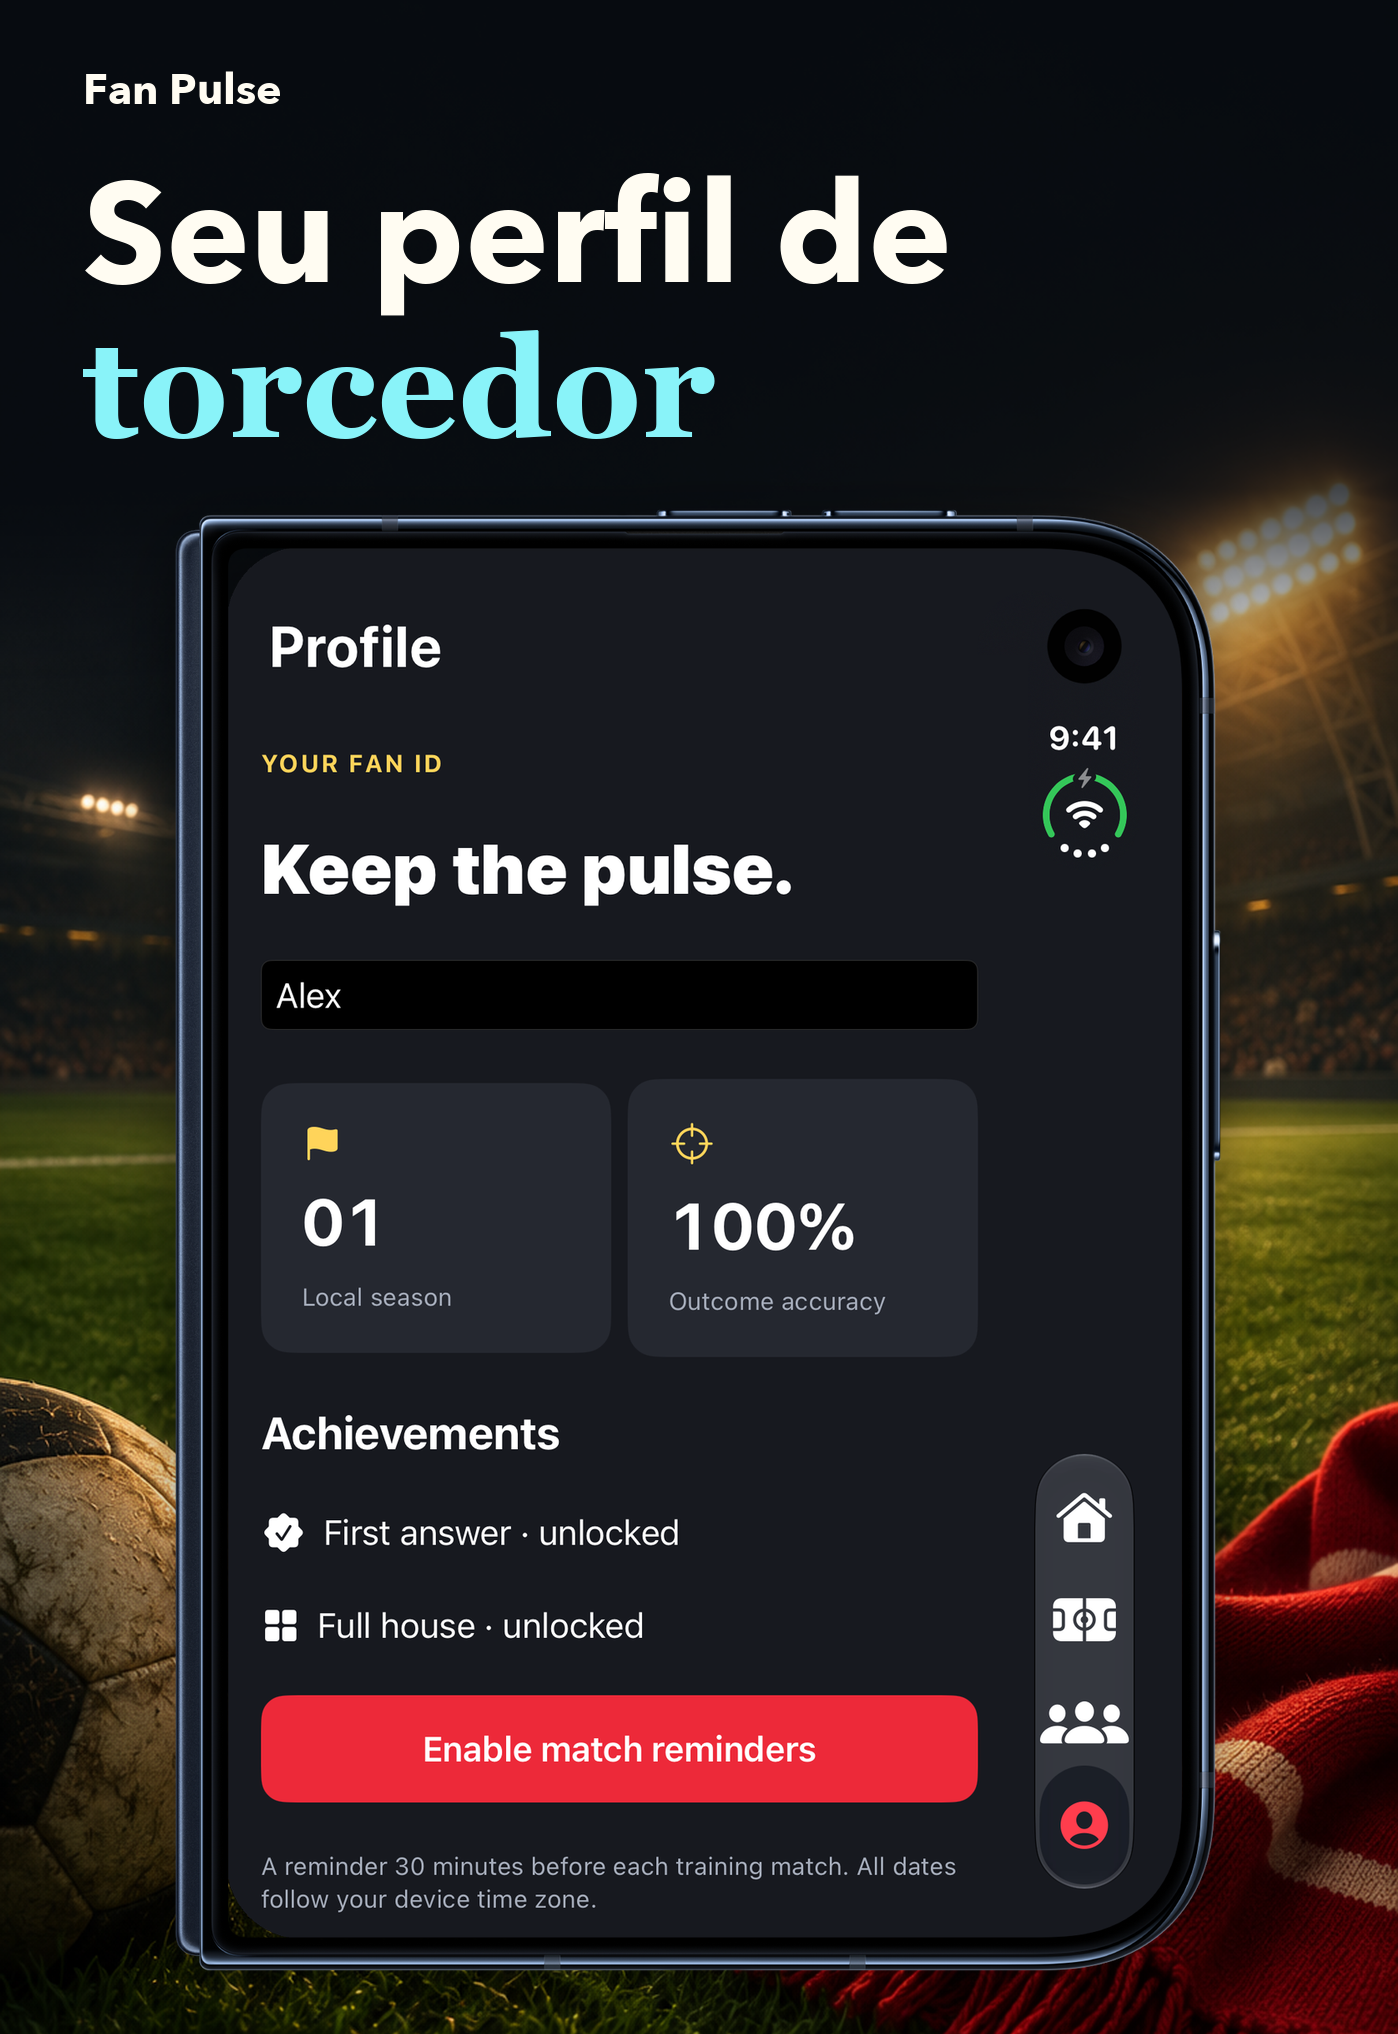 Fan Pulse
Seu perfil de
torcedor
Profile
9:41
YOUR FAN ID
Keep the pulse.
Alex
01
Local season
100%
Outcome accuracy
Achievements
First answer · unlocked
Full house · unlocked
Enable match reminders
A reminder 30 minutes before each training match. All dates
follow your device time zone.